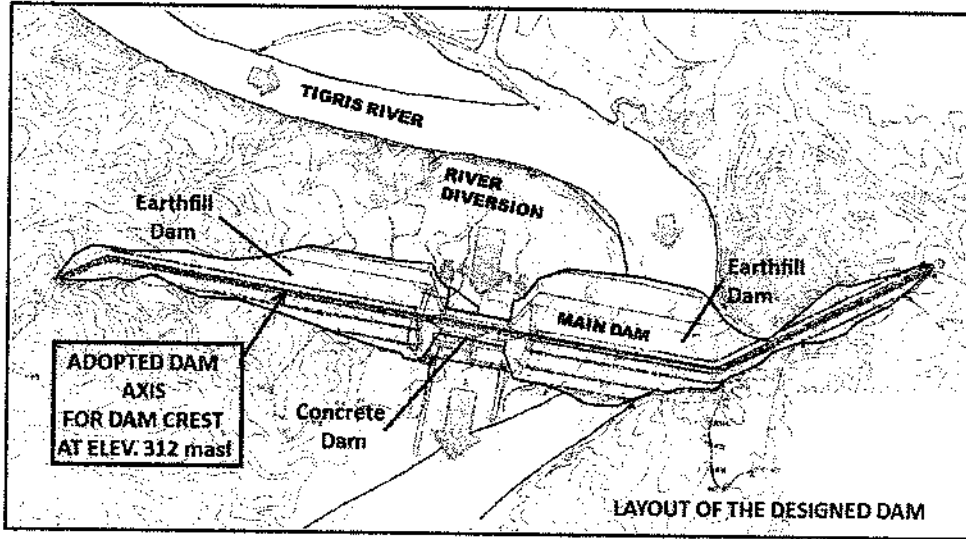 TIGRIS RIVER
RIVER
DIVERSION
Earthfill
Dam
Earthfill
Dam
MAIN DAM
ADOPTED DAM
AXIS
FOR DAM CREST
AT ELEV. 312 masl
Concrete
Dam
LAYOUT OF THE DESIGNED DAM